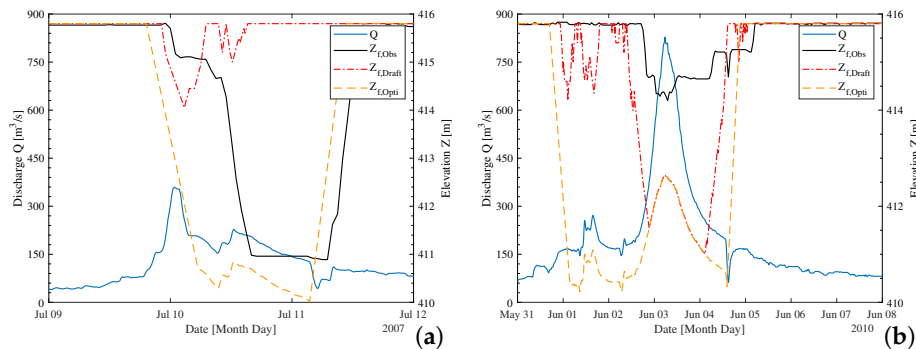 900
750
600
450
300
150
0
Discharge Q [m³/s]
416
415
414
413
412
411
410
Elevation Z [m]
Q
Z_f,Obs
Z_f,Draft
Z_f,Opti
Jul 09
Jul 10
Jul 11
Jul 12
Date [Month Day]
2007
(a)
900
750
600
450
300
150
0
Discharge Q [m³/s]
416
415
414
413
412
411
410
Elevation Z [m]
Q
Z_f,Obs
Z_f,Draft
Z_f,Opti
May 31
Jun 01
Jun 02
Jun 03
Jun 04
Jun 05
Jun 06
Jun 07
Jun 08
Date [Month Day]
2010
(b)